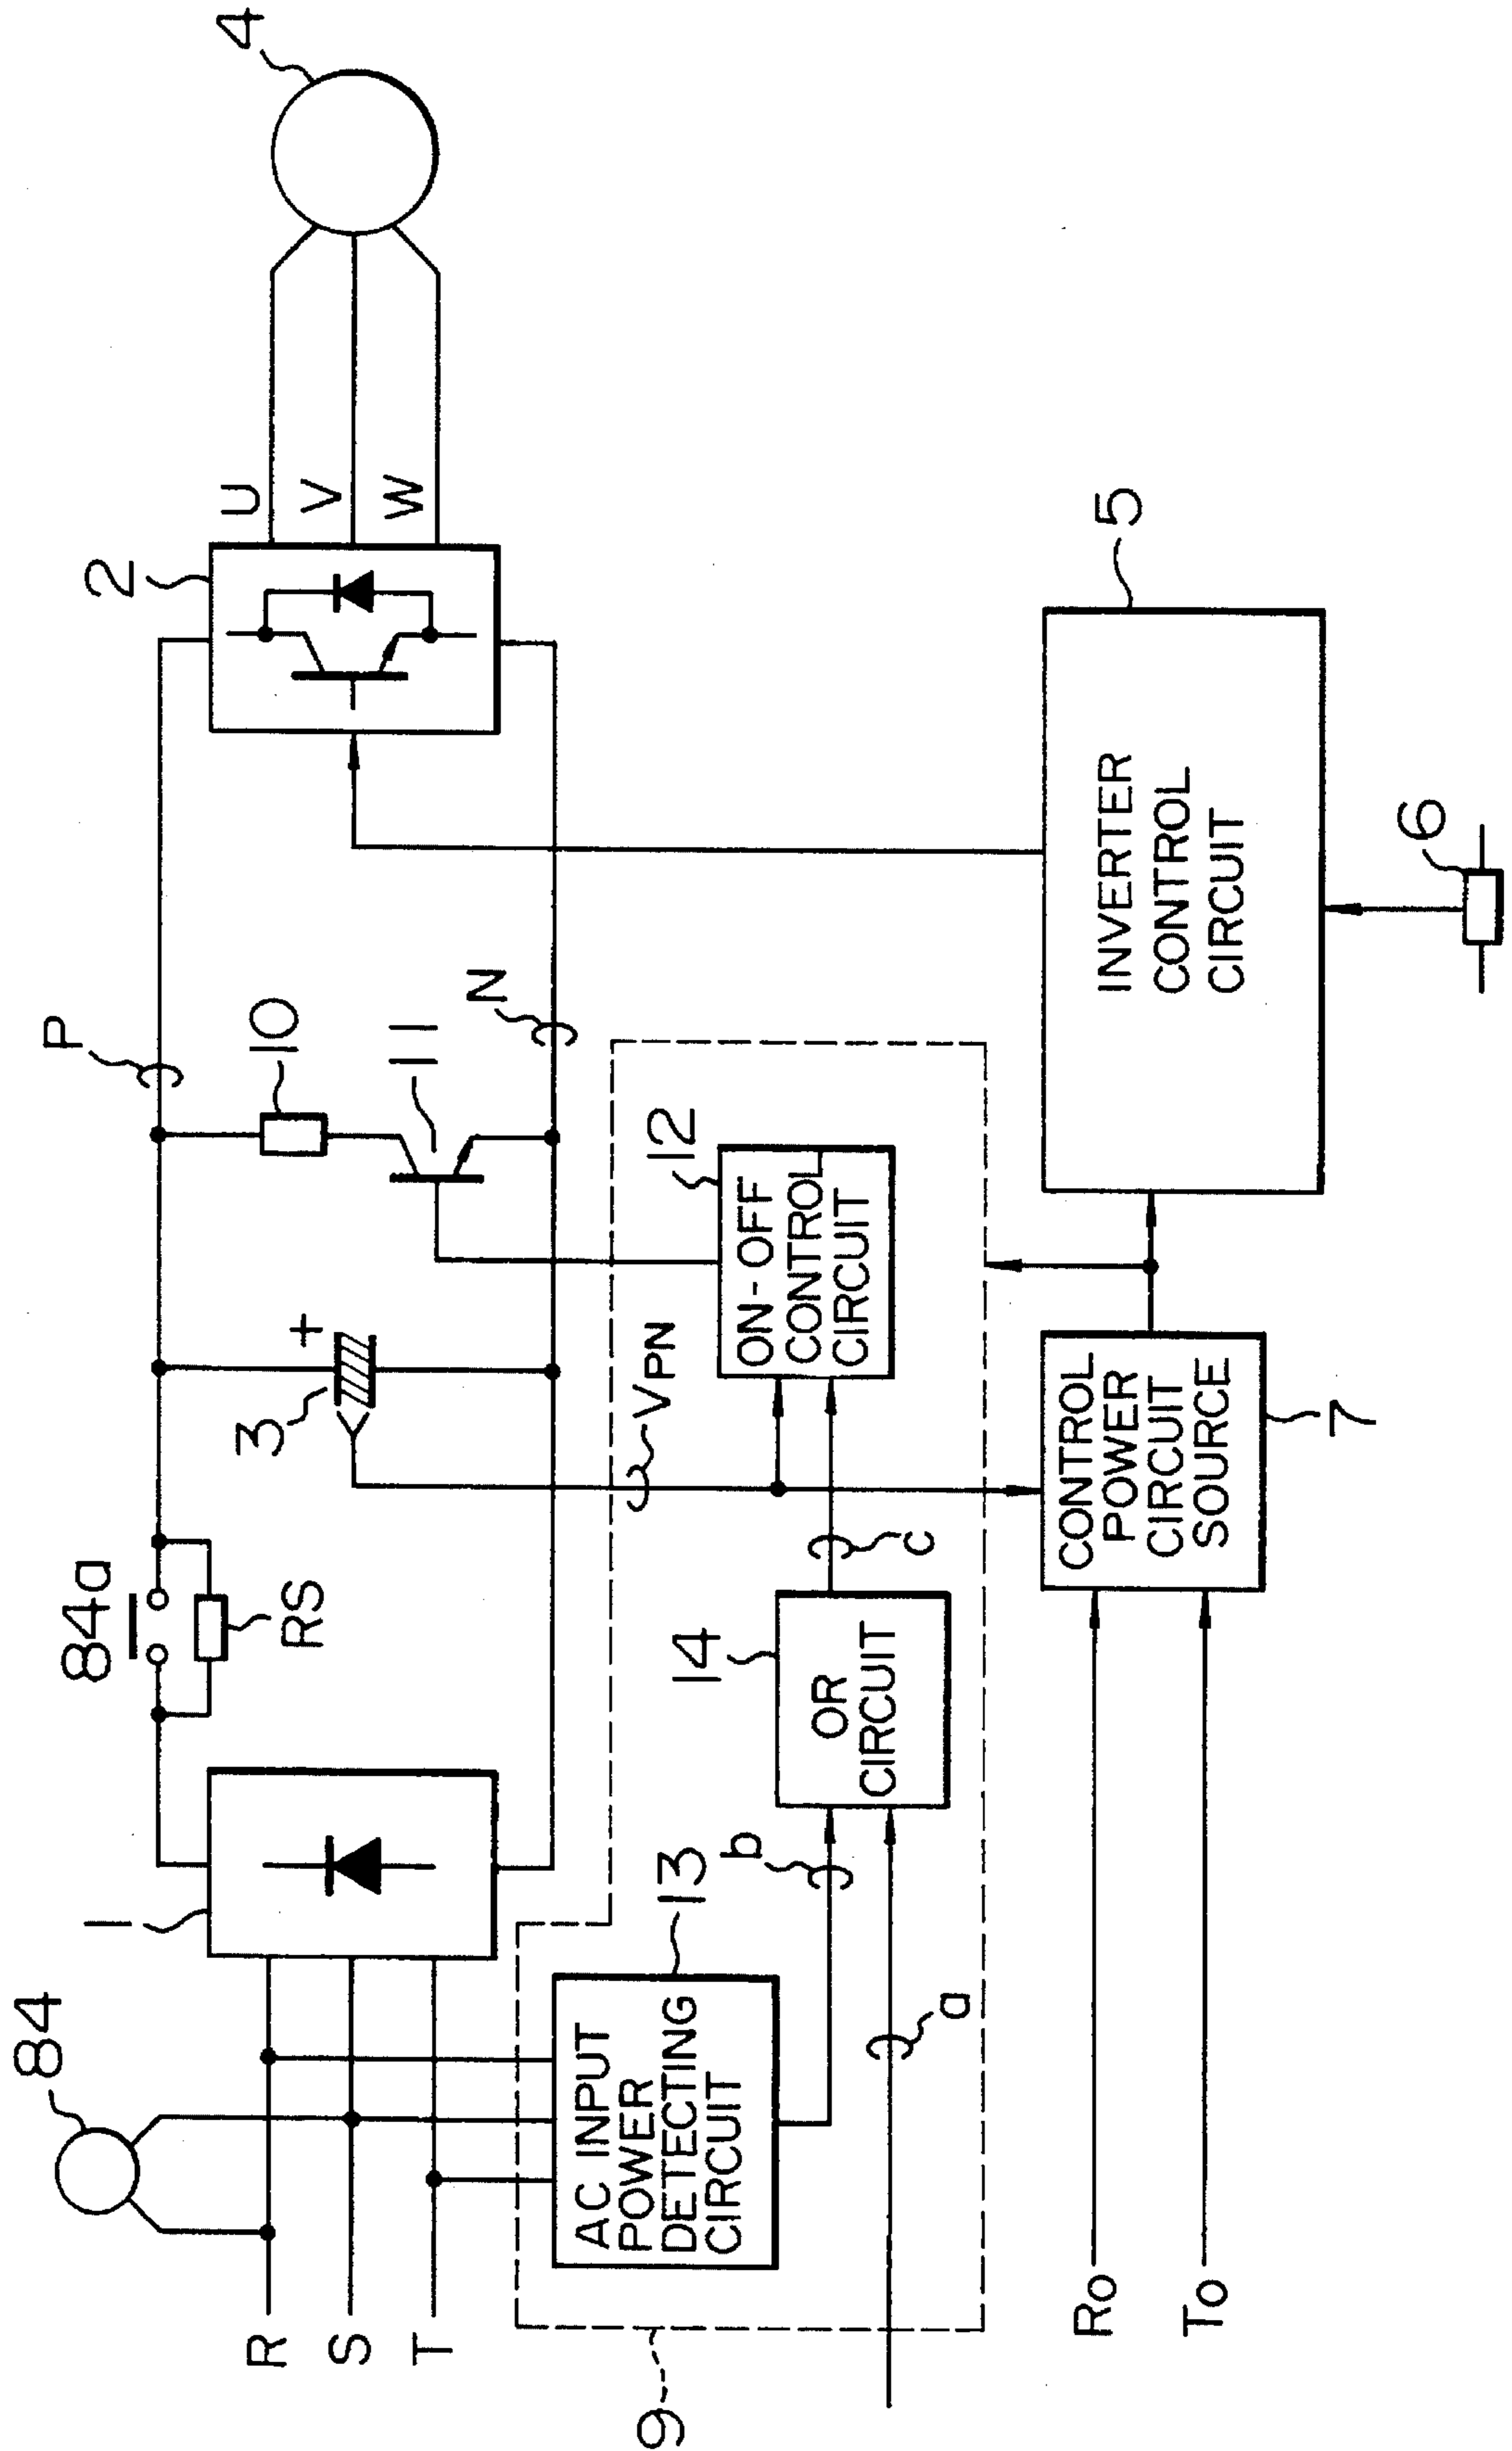 84
R
S
T
1
84a
RS
3
+
P
10
11
N
2
U
V
W
4
9
AC INPUT
POWER
DETECTING
CIRCUIT
13
b
a
14
OR
CIRCUIT
c
VPN
12
ON-OFF
CONTROL
CIRCUIT
Ro
To
CONTROL
POWER
CIRCUIT
SOURCE
7
INVERTER
CONTROL
CIRCUIT
5
6